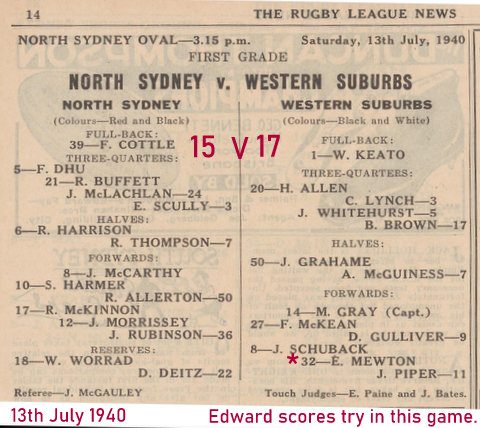 14 THE RUGBY LEAGUE NEWS
NORTH SYDNEY OVAL—3.15 p.m. Saturday, 13th July, 1940
FIRST GRADE
NORTH SYDNEY v. WESTERN SUBURBS
NORTH SYDNEY
(Colours—Red and Black)
FULL-BACK:
39—F. COTTLE
THREE-QUARTERS:
5—F. DHU
21—R. BUFFETT
J. McLACHLAN—24
E. SCULLY—3
HALVES:
6—R. HARRISON
R. THOMPSON—7
FORWARDS:
8—J. McCARTHY
10—S. HARMER
R. ALLERTON—50
17—R. McKINNON
12—J. MORRISSEY
J. RUBINSON—36
RESERVES:
18—W. WORRAD
D. DEITZ—22
15 V 17
WESTERN SUBURBS
(Colours—Black and White)
FULL-BACK:
1—W. KEATO
THREE-QUARTERS:
20—H. ALLEN
C. LYNCH—3
J. WHITEHURST—5
B. BROWN—17
HALVES:
50—J. GRAHAME
A. McGUINESS—7
FORWARDS:
14—M. GRAY (Capt.)
27—F. McKEAN
D. GULLIVER—9
8—J. SCHUBACK
*32—E. MEWTON
J. PIPER—11
Referee—J. McGAULEY Touch Judges—E. Paine and J. Bates.
13th July 1940 Edward scores try in this game.